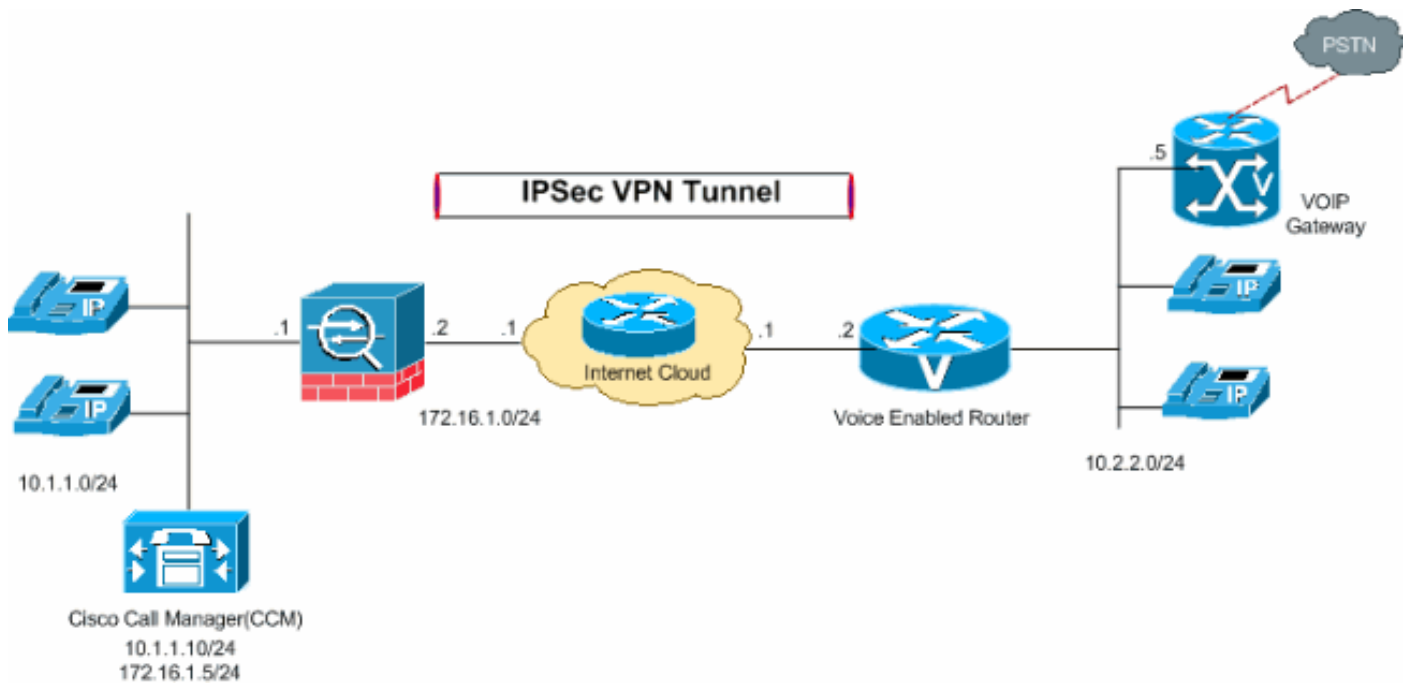 PSTN
IPSec VPN Tunnel
.5
V
VOIP
Gateway
IP
IP
.1
.2
.1
Internet Cloud
.1
.2
V
Voice Enabled Router
IP
IP
172.16.1.0/24
10.1.1.0/24
10.2.2.0/24
Cisco Call Manager(CCM)
10.1.1.10/24
172.16.1.5/24